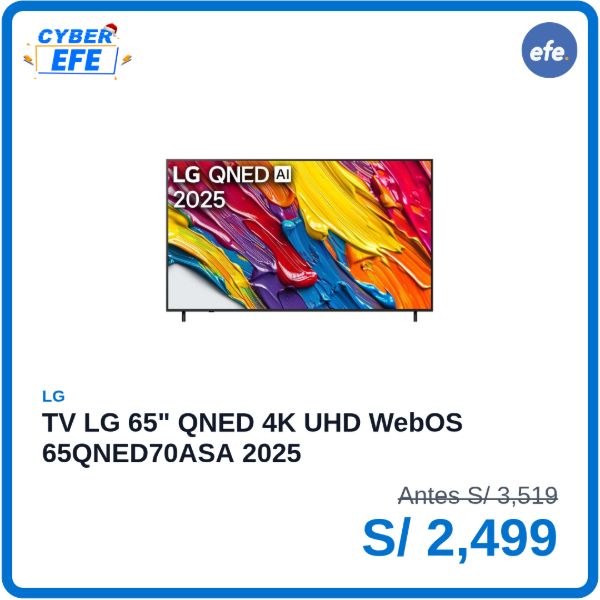 CYBER
EFE
efe.
LG QNED AI
2025
LG
TV LG 65" QNED 4K UHD WebOS
65QNED70ASA 2025
Antes S/ 3,519
S/ 2,499